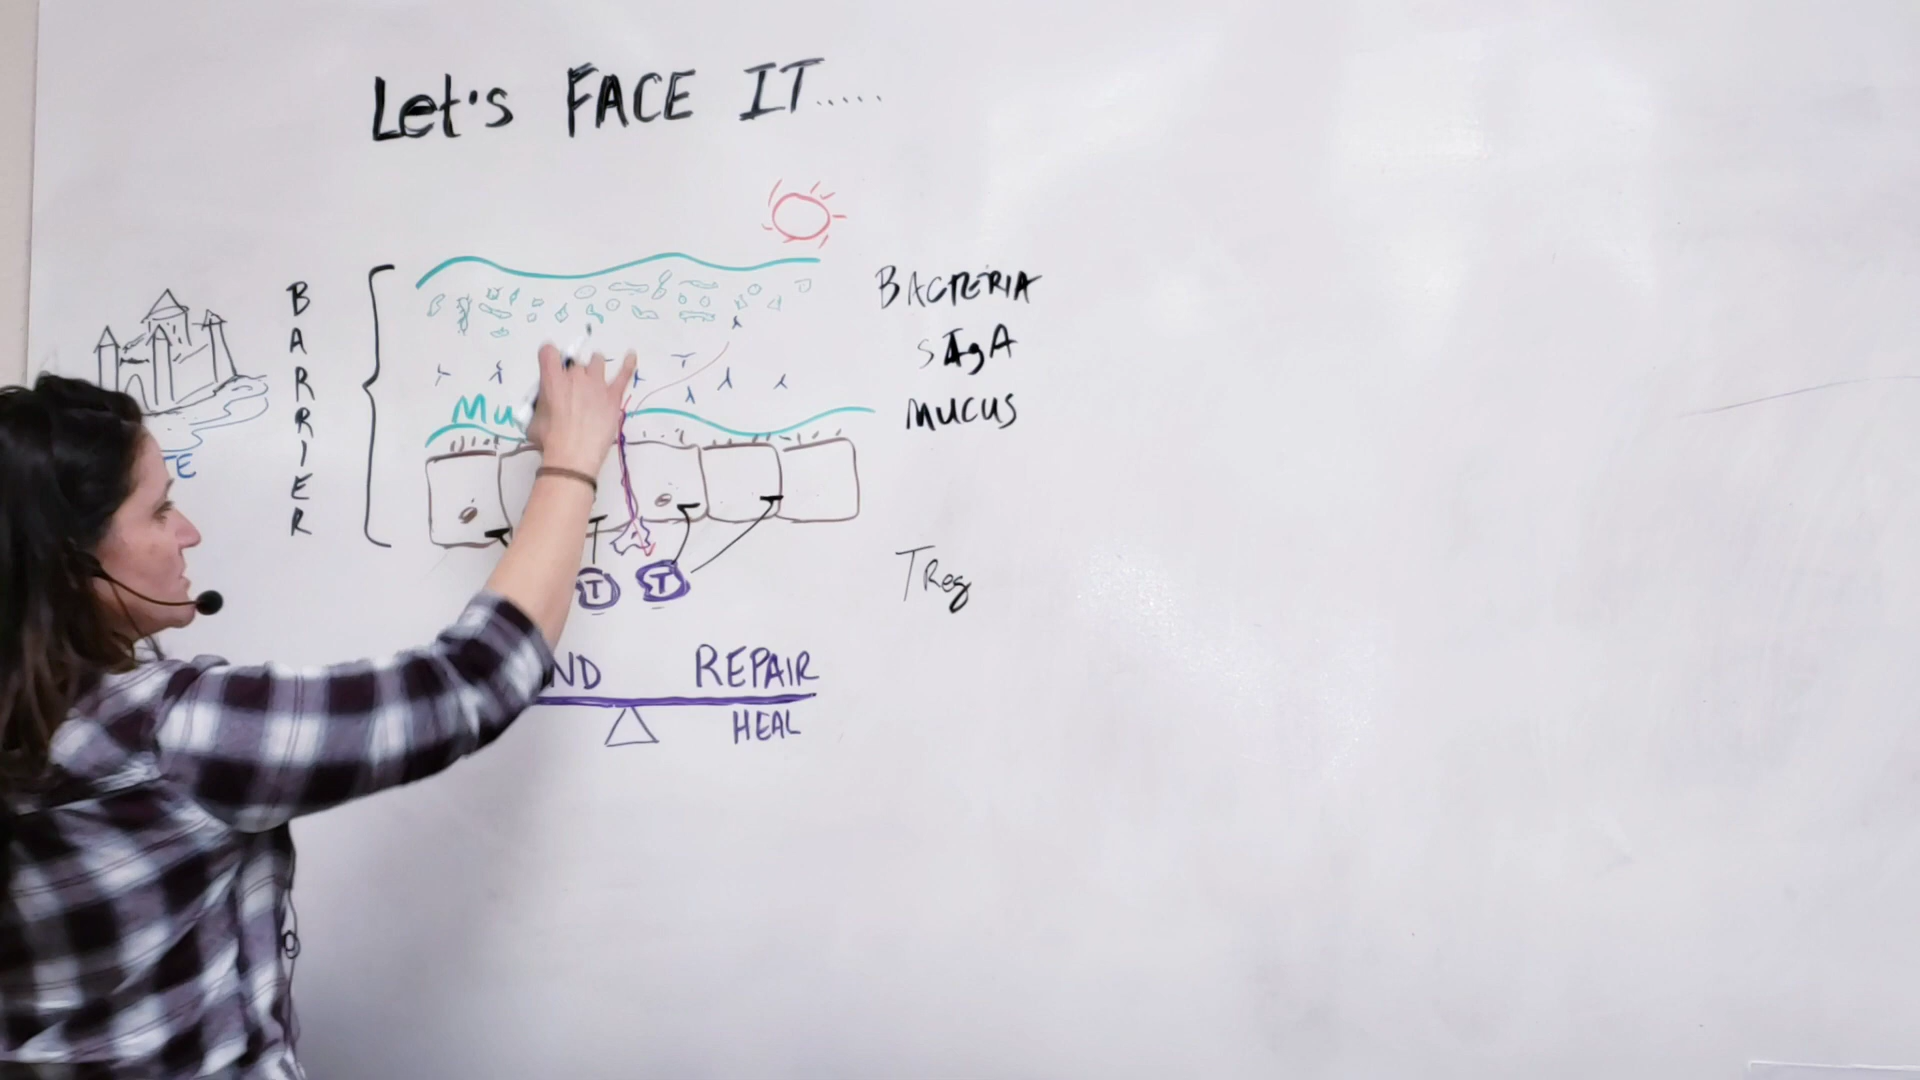 Let's FACE IT.....
BARRIER
BACTERIA
SIgA
MUCUS
T T
TReg
REPAIR
HEAL